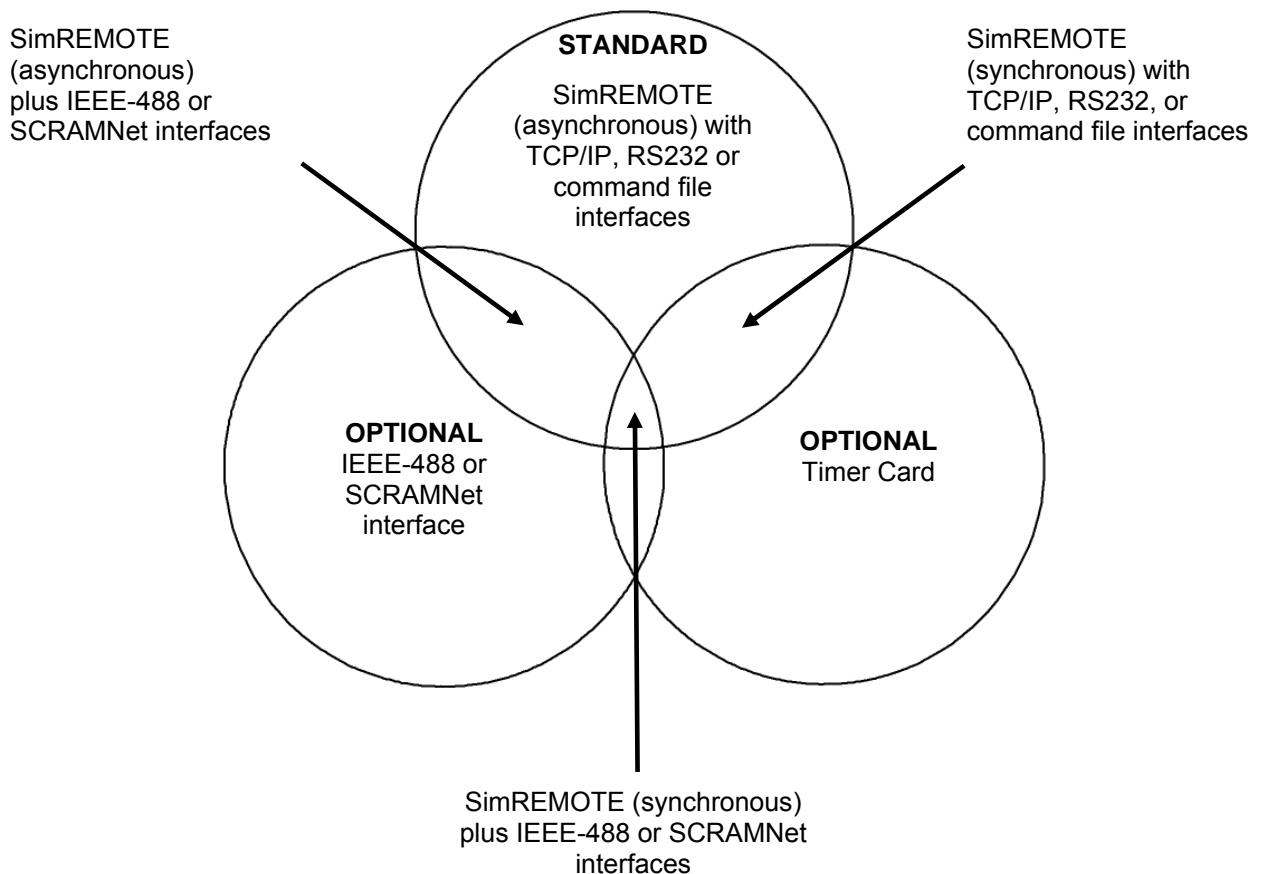 SimREMOTE
(asynchronous)
plus IEEE-488 or
SCRAMNet interfaces
STANDARD
SimREMOTE
(asynchronous) with
TCP/IP, RS232 or
command file
interfaces
SimREMOTE
(synchronous) with
TCP/IP, RS232, or
command file interfaces
OPTIONAL
IEEE-488 or
SCRAMNet
interface
OPTIONAL
Timer Card
SimREMOTE (synchronous)
plus IEEE-488 or SCRAMNet
interfaces